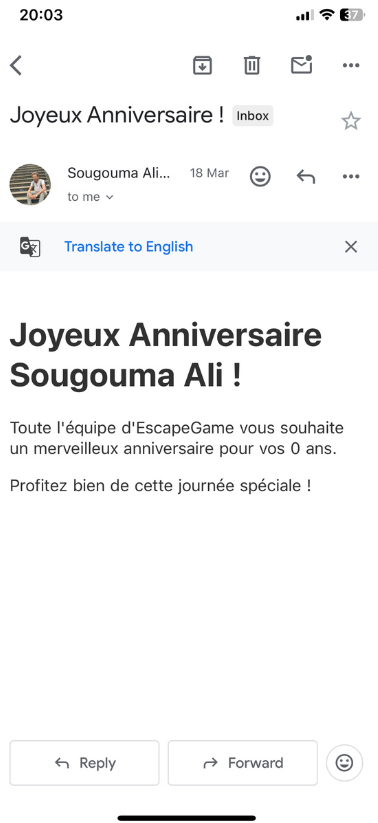 20:03
37
Joyeux Anniversaire ! Inbox
Sougouma Ali... 18 Mar
to me
G文 Translate to English
Joyeux Anniversaire
Sougouma Ali !
Toute l'équipe d'EscapeGame vous souhaite
un merveilleux anniversaire pour vos 0 ans.
Profitez bien de cette journée spéciale !
Reply
Forward